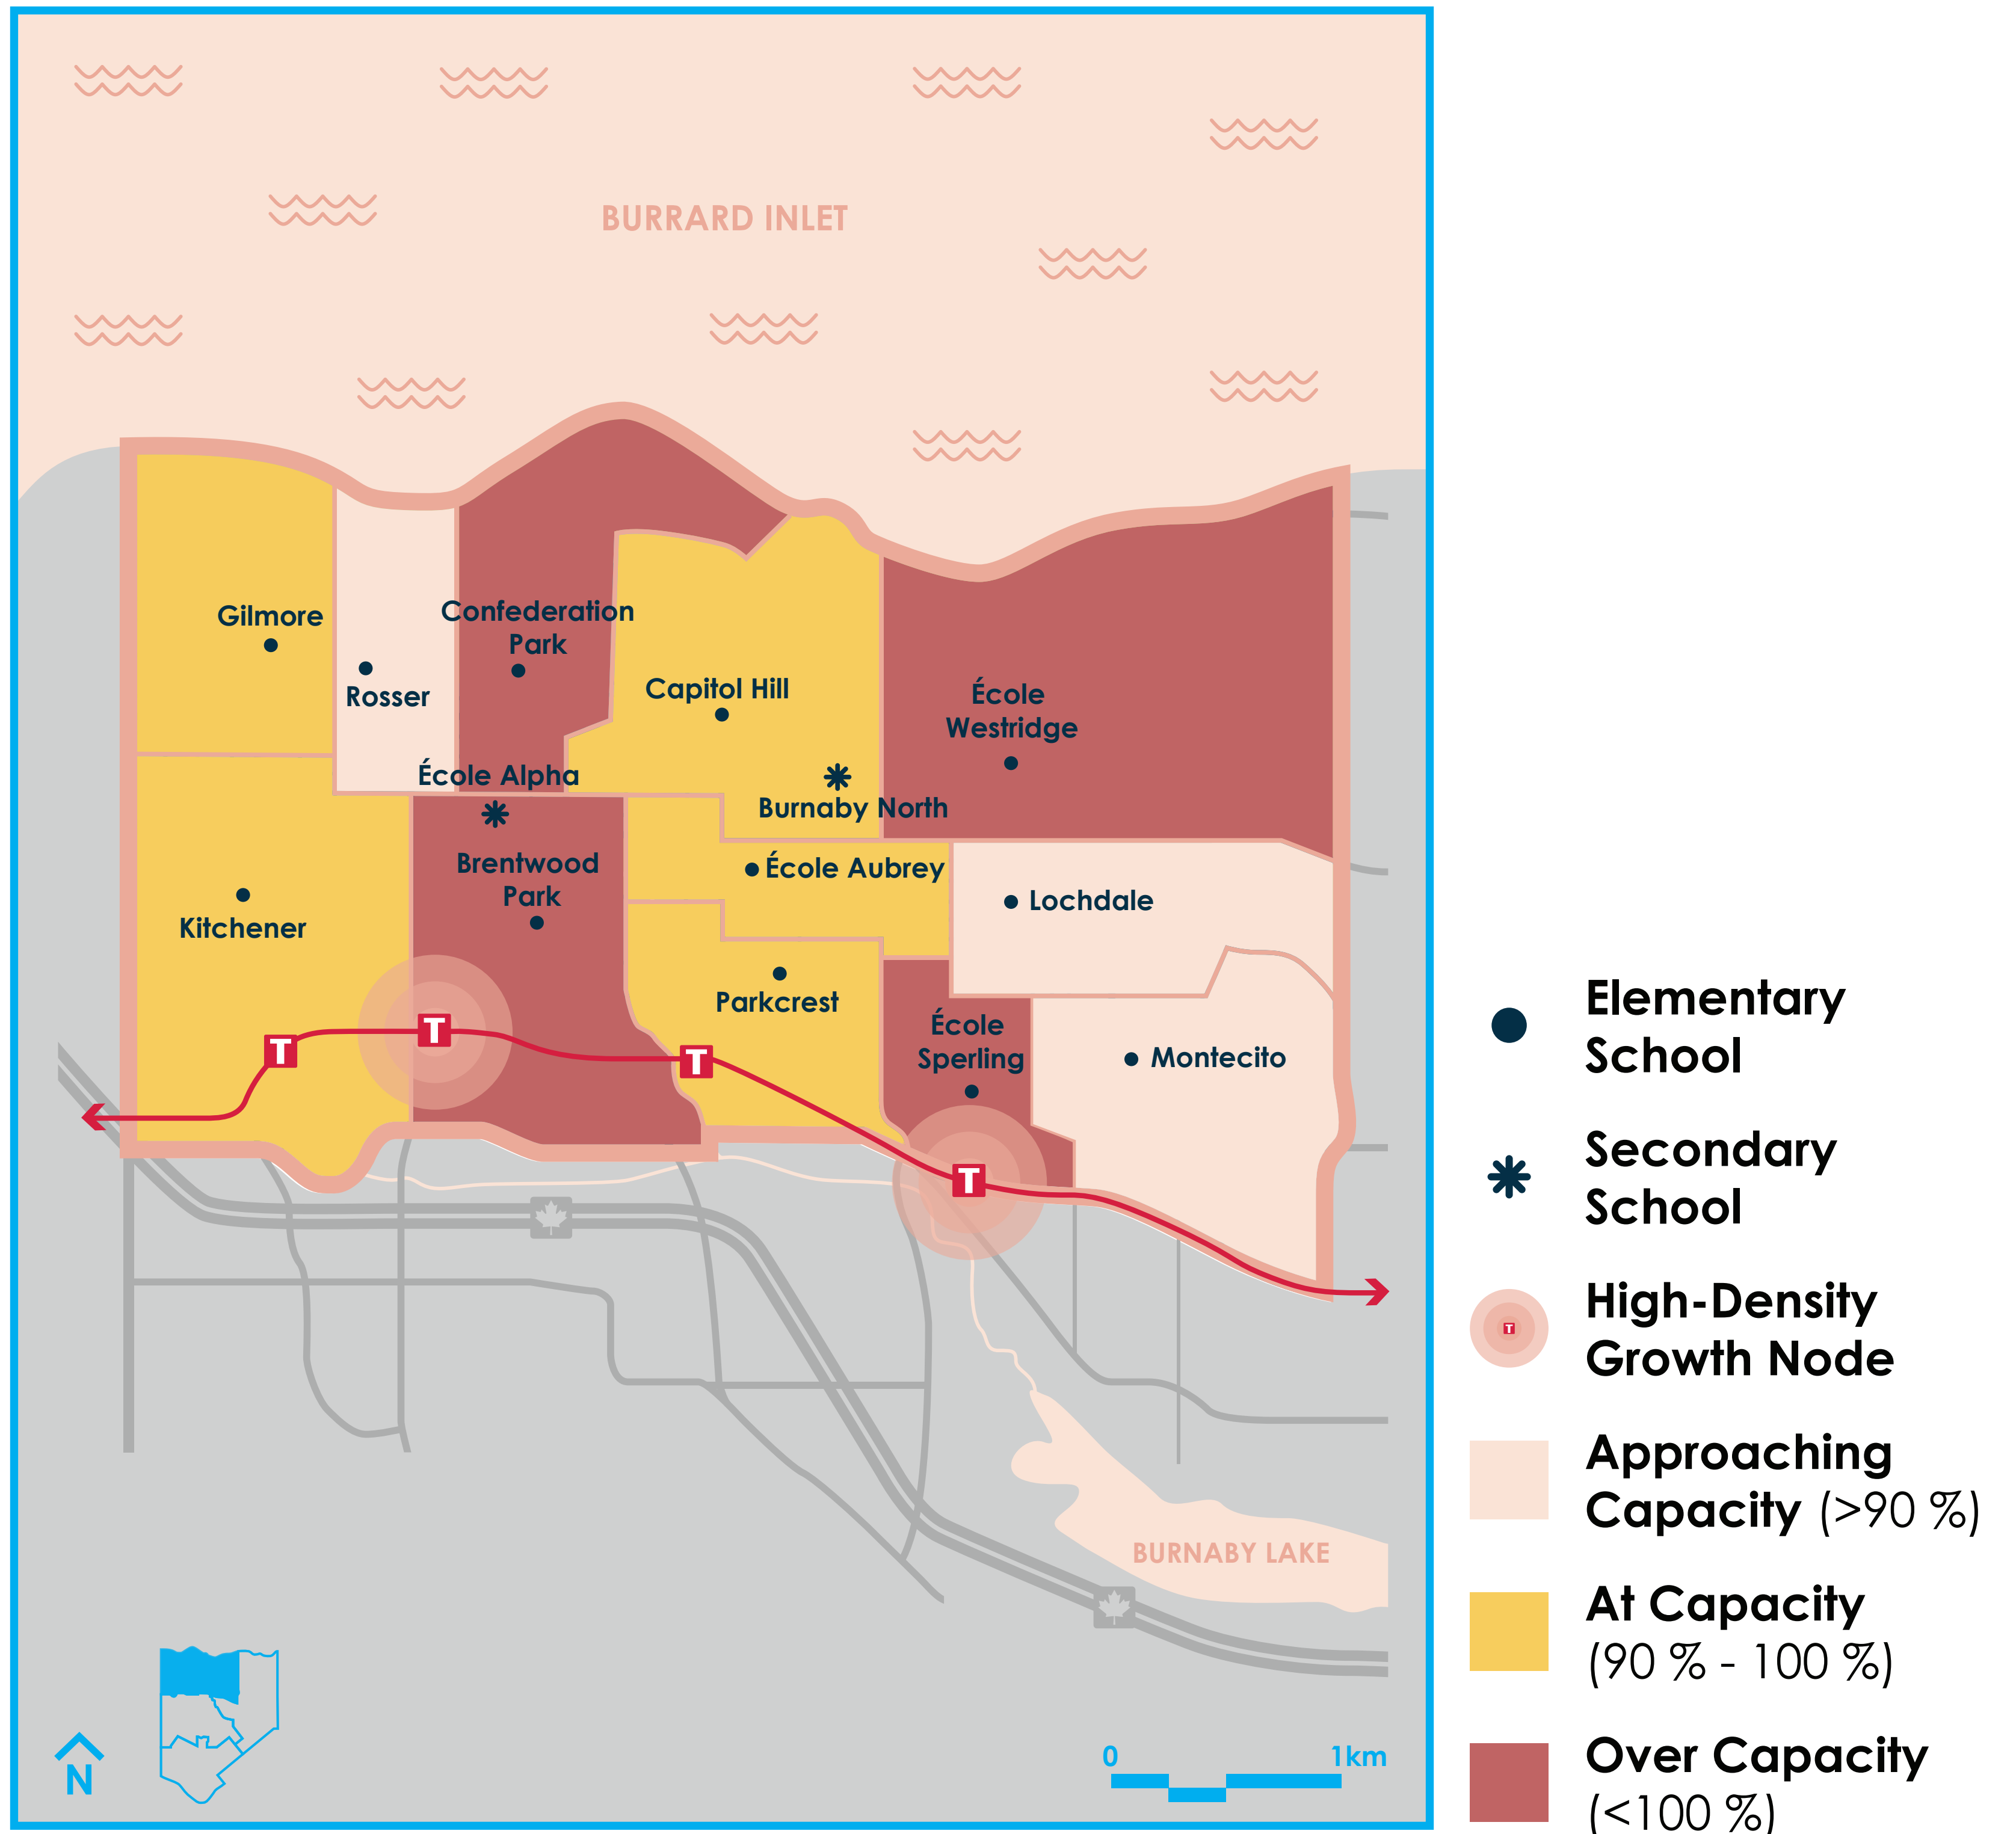 BURRARD INLET
Gilmore
Rosser
Confederation
Park
Capitol Hill
École
Westridge
École Alpha
Burnaby North
Brentwood
Park
École Aubrey
Lochdale
Kitchener
Parkcrest
École
Sperling
Montecito
T
T
T
T
BURNABY LAKE
N
0
1km
Elementary
School
Secondary
School
T
High-Density
Growth Node
Approaching
Capacity (>90 %)
At Capacity
(90 % - 100 %)
Over Capacity
(<100 %)